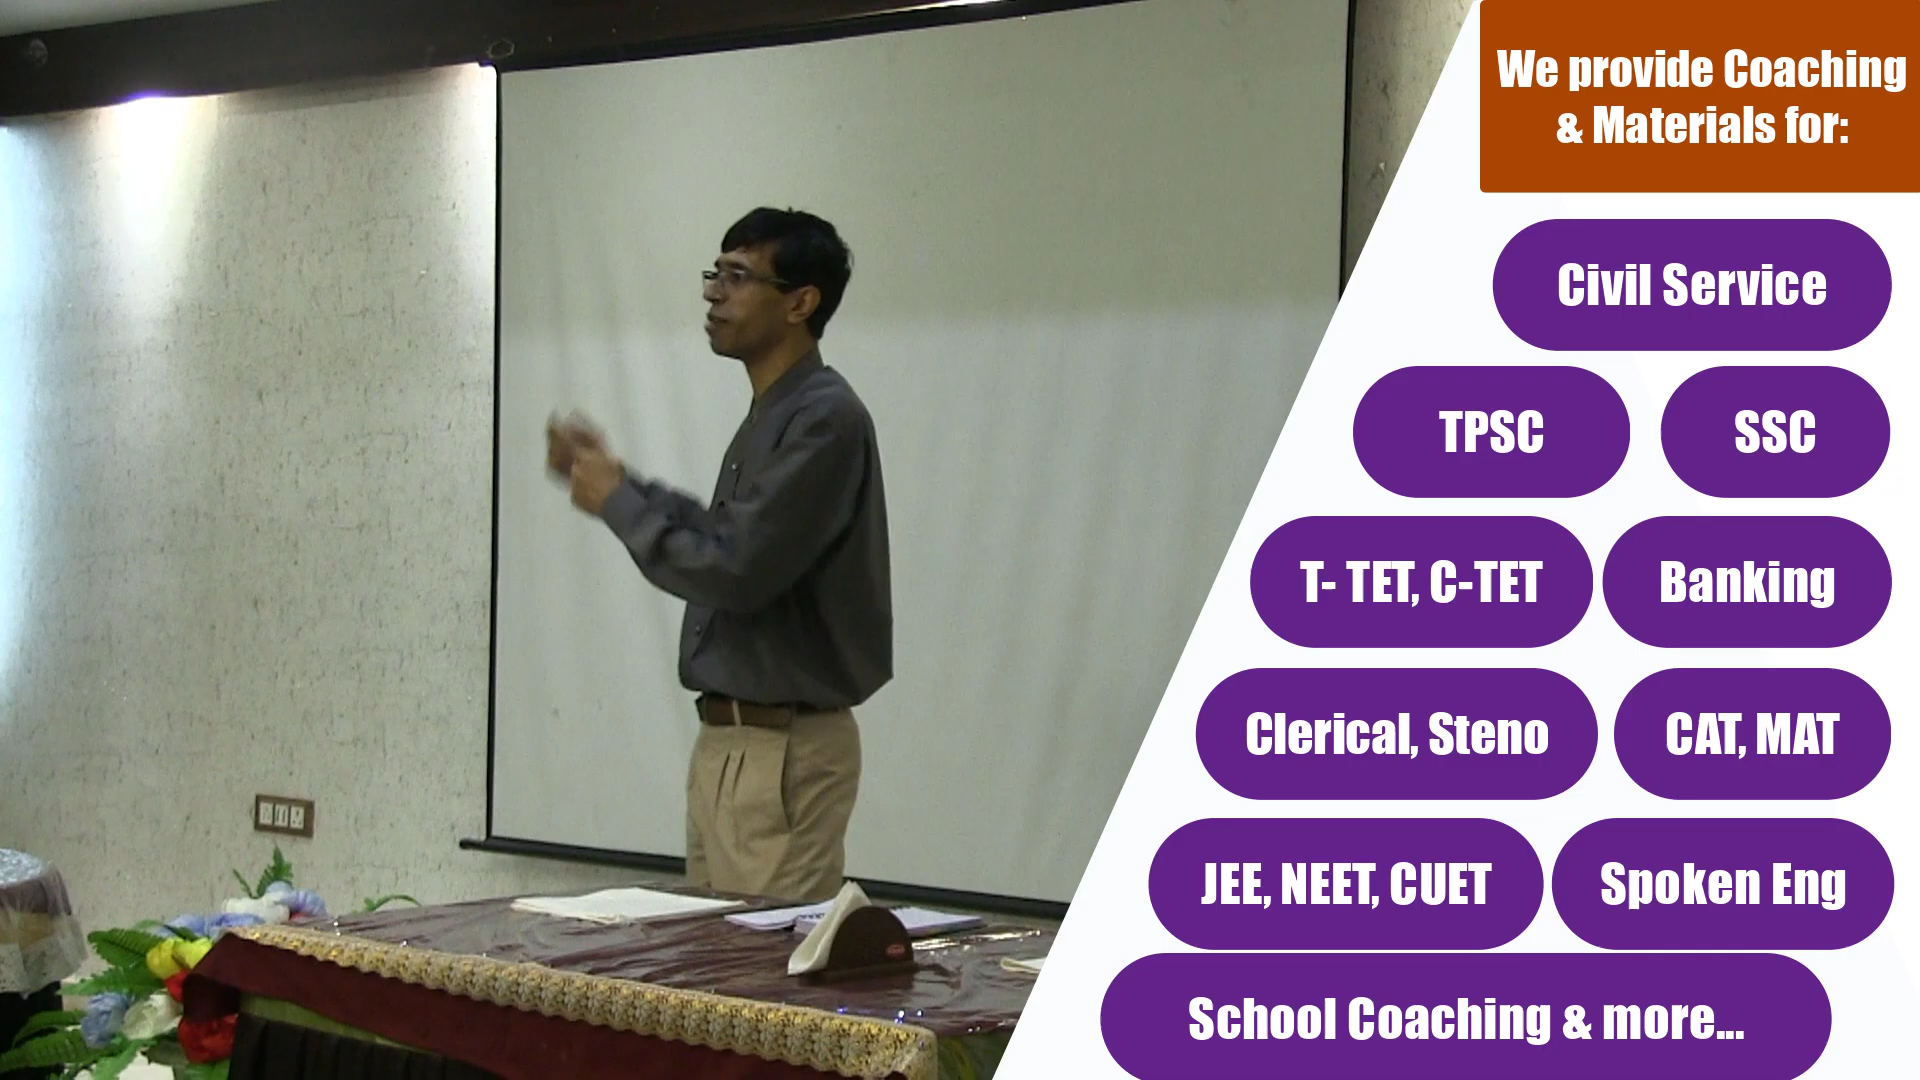 We provide Coaching
& Materials for:
Civil Service
TPSC
SSC
T- TET, C-TET
Banking
Clerical, Steno
CAT, MAT
JEE, NEET, CUET
Spoken Eng
School Coaching & more...